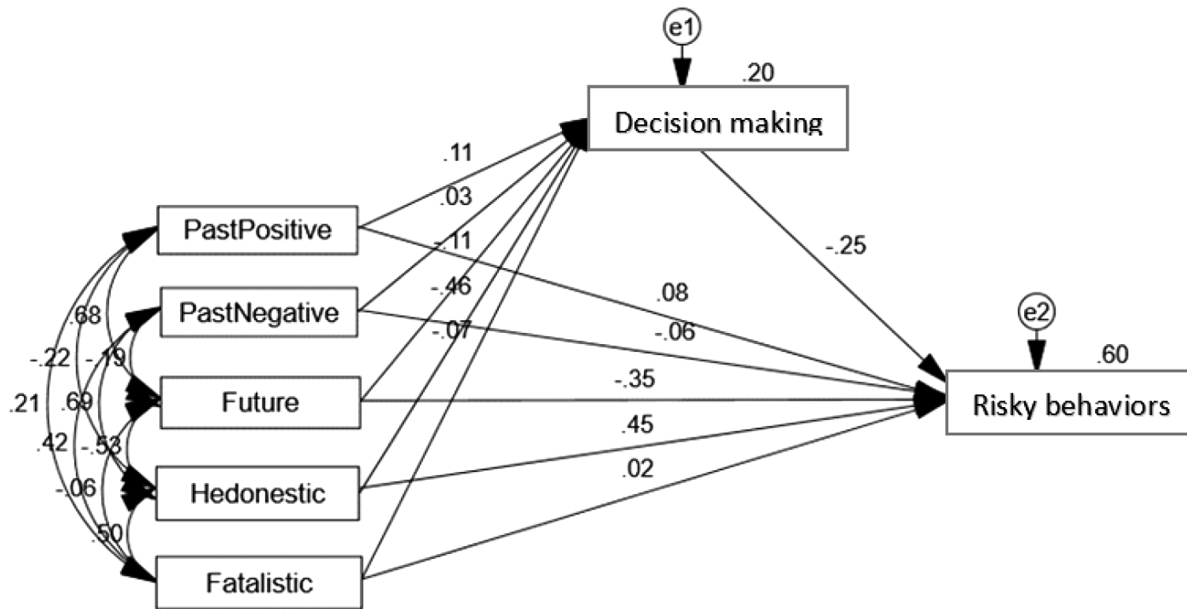 e1
.20
Decision making
.11
.03
PastPositive
-.11
-.25
.68
PastNegative
-.46
.08
e2
-.22
-.19
-.07
-.06
.60
.21
.69
Future
-.35
Risky behaviors
.42
-.53
.45
-.06
Hedonestic
.02
.50
Fatalistic